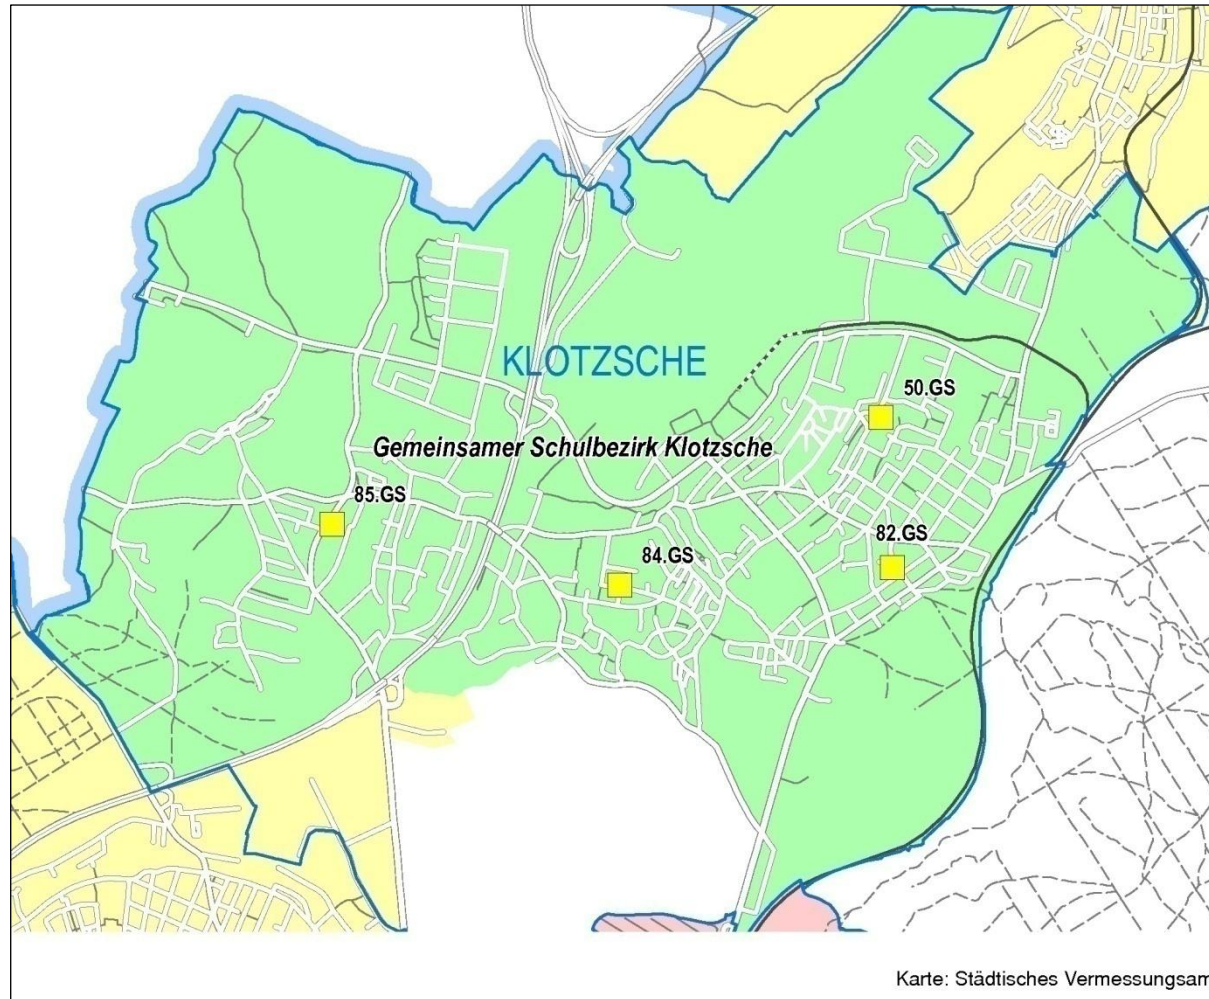 KLOTZSCHE
50.GS
Gemeinsamer Schulbezirk Klotzsche
85.GS
82.GS
84.GS
Karte: Städtisches Vermessungsam